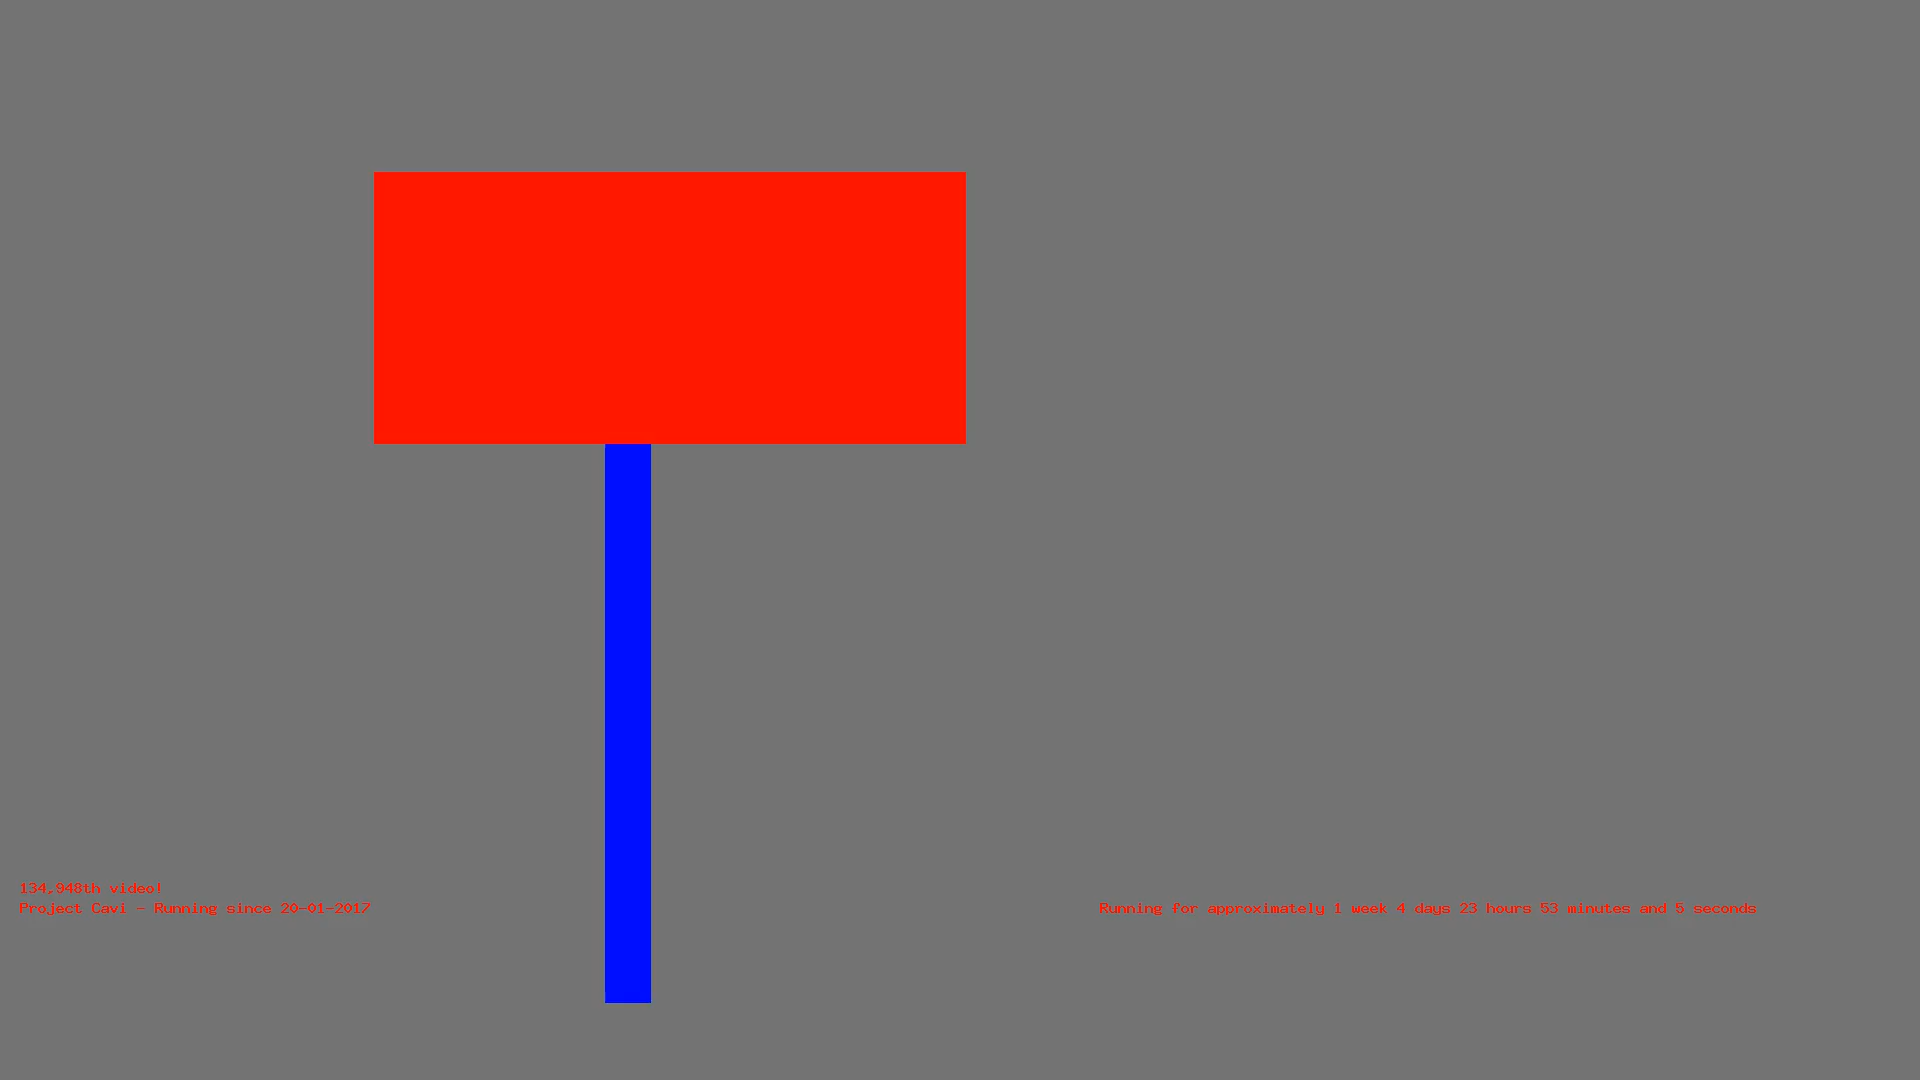 134,948th video!
Project Cavi - Running since 20-01-2017
Running for approximately 1 week 4 days 23 hours 53 minutes and 5 seconds